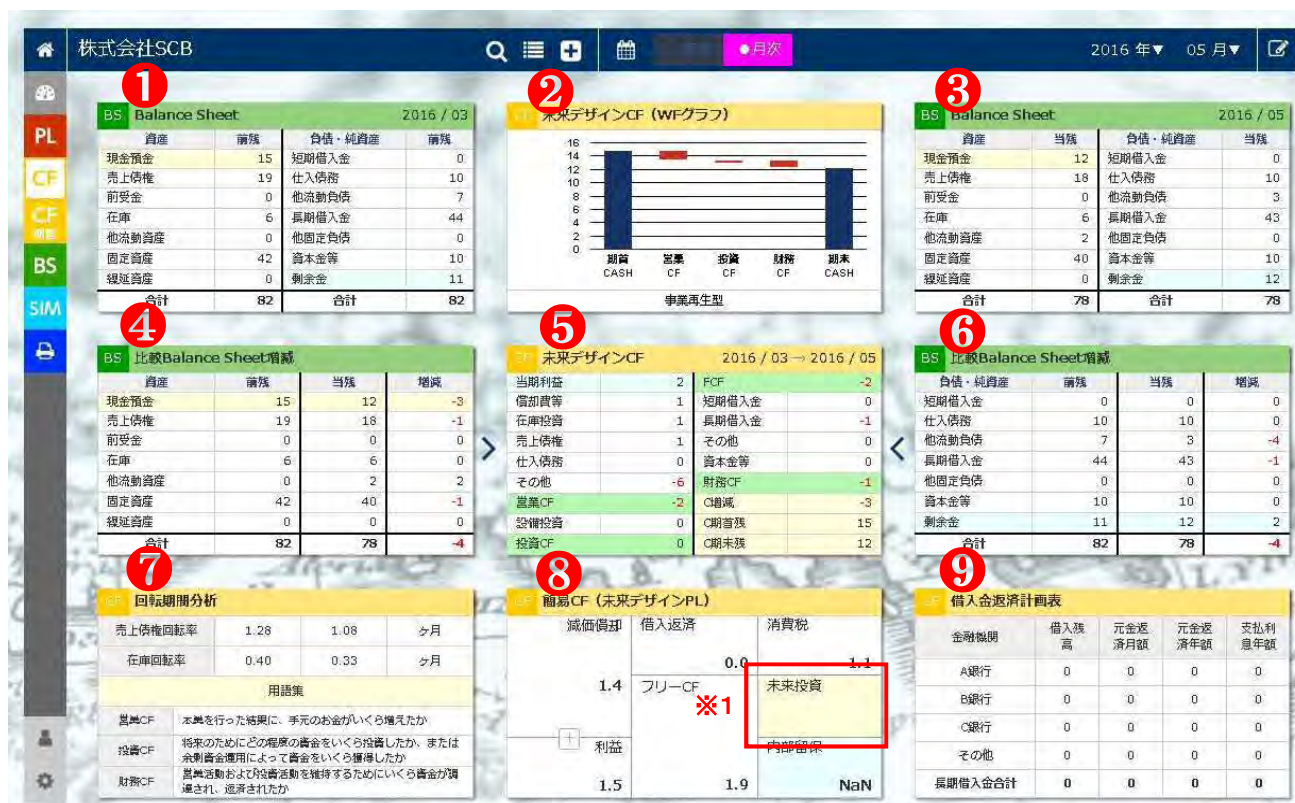 株式会社SCB ●月次 2016 年▼ 05 月▼
PL
CF
CF
BS
SIM
1
BS Balance Sheet 2016 / 03
資産 前残 負債・純資産 前残
現金預金 15 短期借入金 0
売上債権 19 仕入債務 10
前受金 0 他流動負債 7
在庫 6 長期借入金 44
他流動資産 0 他固定負債 0
固定資産 42 資本金等 10
繰延資産 0 剰余金 11
合計 82 合計 82
2
未来デザインCF（WFグラフ）
16
14
12
10
8
6
4
2
0
期首 営業 投資 財務 期末
CASH CF CF CF CASH
事業再生型
3
BS Balance Sheet 2016 / 05
資産 当残 負債・純資産 当残
現金預金 12 短期借入金 0
売上債権 18 仕入債務 10
前受金 0 他流動負債 3
在庫 6 長期借入金 43
他流動資産 2 他固定負債 0
固定資産 40 資本金等 10
繰延資産 0 剰余金 12
合計 78 合計 78
4
BS 比較Balance Sheet増減
資産 前残 当残 増減
現金預金 15 12 -3
売上債権 19 18 -1
前受金 0 0 0
在庫 6 6 0
他流動資産 0 2 2
固定資産 42 40 -1
繰延資産 0 0 0
合計 82 78 -4
5
未来デザインCF 2016 / 03 → 2016 / 05
当期利益 2 FCF -2
償却費等 1 短期借入金 0
在庫投資 1 長期借入金 -1
売上債権 1 その他 0
仕入債務 0 資本金等 0
その他 -6 財務CF -1
営業CF -2 C増減 -3
設備投資 0 C期首残 15
投資CF 0 C期末残 12
6
BS 比較Balance Sheet増減
負債・純資産 前残 当残 増減
短期借入金 0 0 0
仕入債務 10 10 0
他流動負債 7 3 -4
長期借入金 44 43 -1
他固定負債 0 0 0
資本金等 10 10 0
剰余金 11 12 2
合計 82 78 -4
7
回転期間分析
売上債権回転率 1.28 1.08 ヶ月
在庫回転率 0.40 0.33 ヶ月
用語集
営業CF 本業を行った結果に、手元のお金がいくら増えたか
投資CF 将来のためにどの程度の資金をいくら投資したか、または
余剰資金運用によって資金をいくら獲得したか
財務CF 営業活動および投資活動を維持するためにいくら資金が調
達され、返済されたか
8
簡易CF（未来デザインPL）
減価償却 借入返済 消費税
0.0 1.1
1.4 フリーCF 未来投資
※1
利益 内部留保
1.5 1.9 NaN
9
借入金返済計画表
金融機関 借入残高 元金返済月額 元金返済年額 支払利息年額
A銀行 0 0 0 0
B銀行 0 0 0 0
C銀行 0 0 0 0
その他 0 0 0 0
長期借入金合計 0 0 0 0